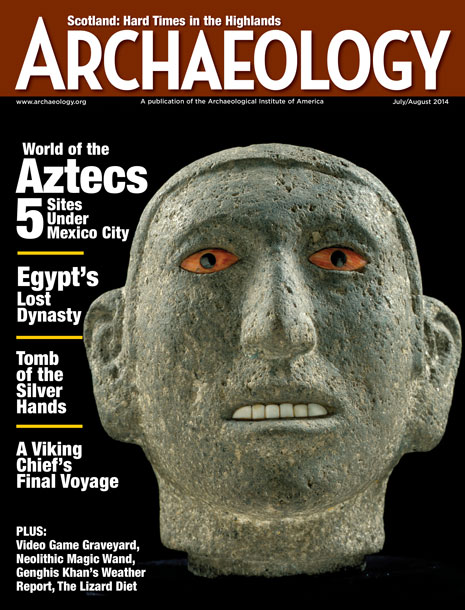 Scotland: Hard Times in the Highlands
ARCHAEOLOGY
www.archaeology.org
A publication of the Archaeological Institute of America
July/August 2014
World of the
Aztecs
5 Sites
Under
Mexico City
Egypt's
Lost
Dynasty
Tomb
of the
Silver
Hands
A Viking
Chief's
Final Voyage
PLUS:
Video Game Graveyard,
Neolithic Magic Wand,
Genghis Khan's Weather
Report, The Lizard Diet